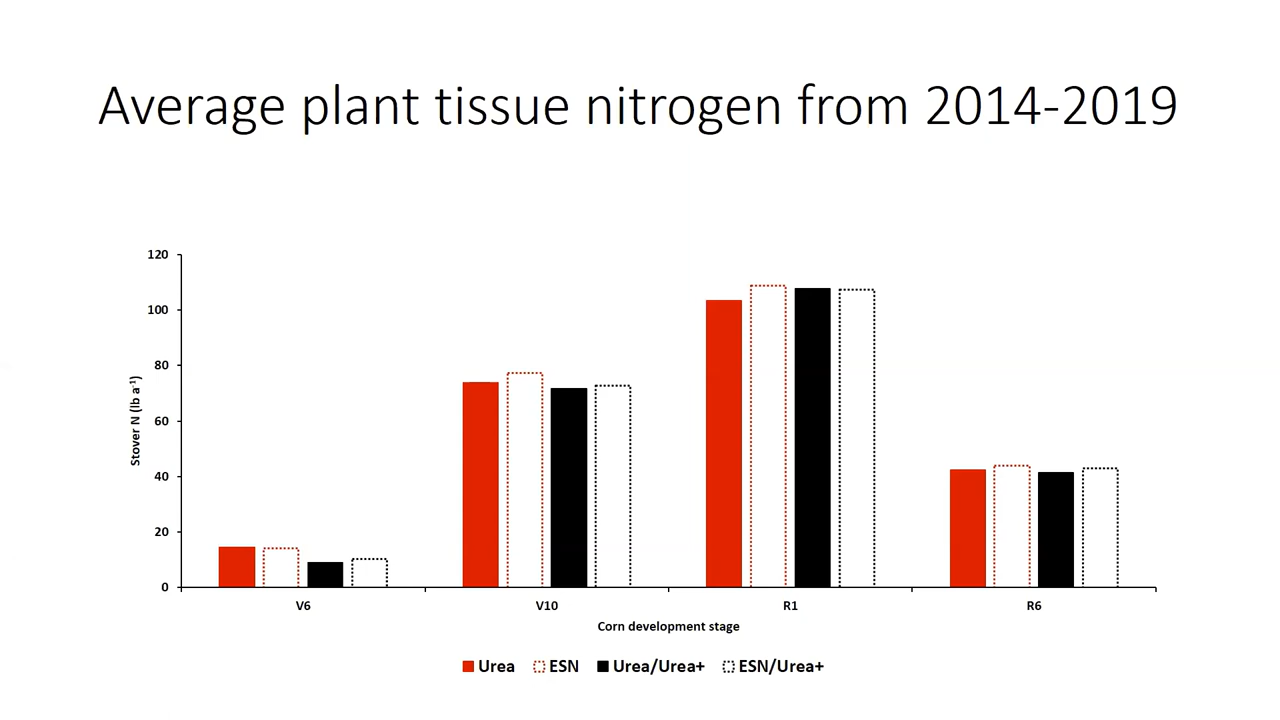 Average plant tissue nitrogen from 2014-2019
120
100
80
60
40
20
0
Stover N (lb a⁻¹)
V6 V10 R1 R6
Corn development stage
Urea ESN Urea/Urea+ ESN/Urea+